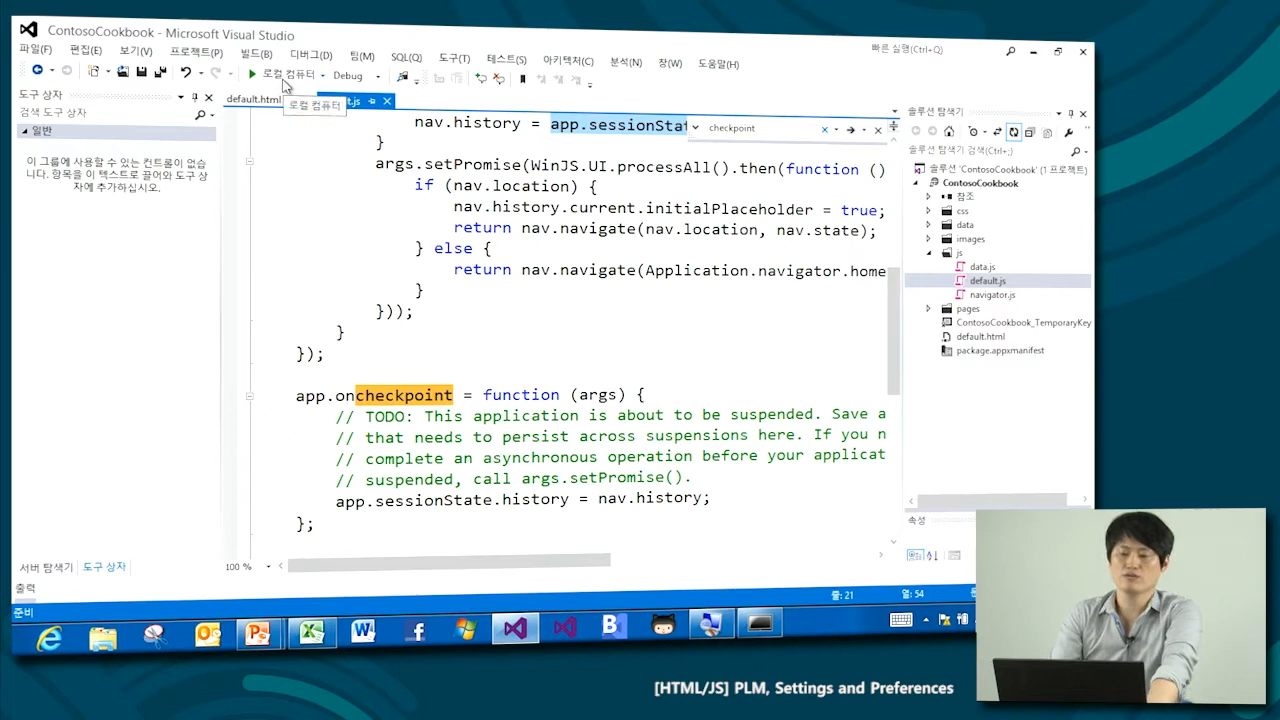 ContosoCookbook - Microsoft Visual Studio
빠른 실행(Ctrl+Q)
파일(F) 편집(E) 보기(V) 프로젝트(P) 빌드(B) 디버그(D) 팀(M) SQL(Q) 도구(T) 테스트(S) 아키텍처(C) 분석(N) 창(W) 도움말(H)
로컬 컴퓨터 Debug
도구 상자
검색 도구 상자
일반
이 그룹에 사용할 수 있는 컨트롤이 없습
니다. 항목을 이 텍스트로 끌어와 도구 상
자에 추가하십시오.
서버 탐색기 도구 상자
default.html
.js
로컬 컴퓨터
checkpoint
nav.history = app.sessionStat
}
args.setPromise(WinJS.UI.processAll().then(function ()
if (nav.location) {
nav.history.current.initialPlaceholder = true;
return nav.navigate(nav.location, nav.state);
} else {
return nav.navigate(Application.navigator.home
}
}));
}
});
app.oncheckpoint = function (args) {
// TODO: This application is about to be suspended. Save a
// that needs to persist across suspensions here. If you n
// complete an asynchronous operation before your applicat
// suspended, call args.setPromise().
app.sessionState.history = nav.history;
};
100 %
솔루션 탐색기
솔루션 탐색기 검색(Ctrl+;)
솔루션 'ContosoCookbook' (1 프로젝트)
ContosoCookbook
참조
css
data
images
js
data.js
default.js
navigator.js
pages
ContosoCookbook_TemporaryKey
default.html
package.appxmanifest
속성
출력
준비
줄: 21
열: 54
[HTML/JS] PLM, Settings and Preferences